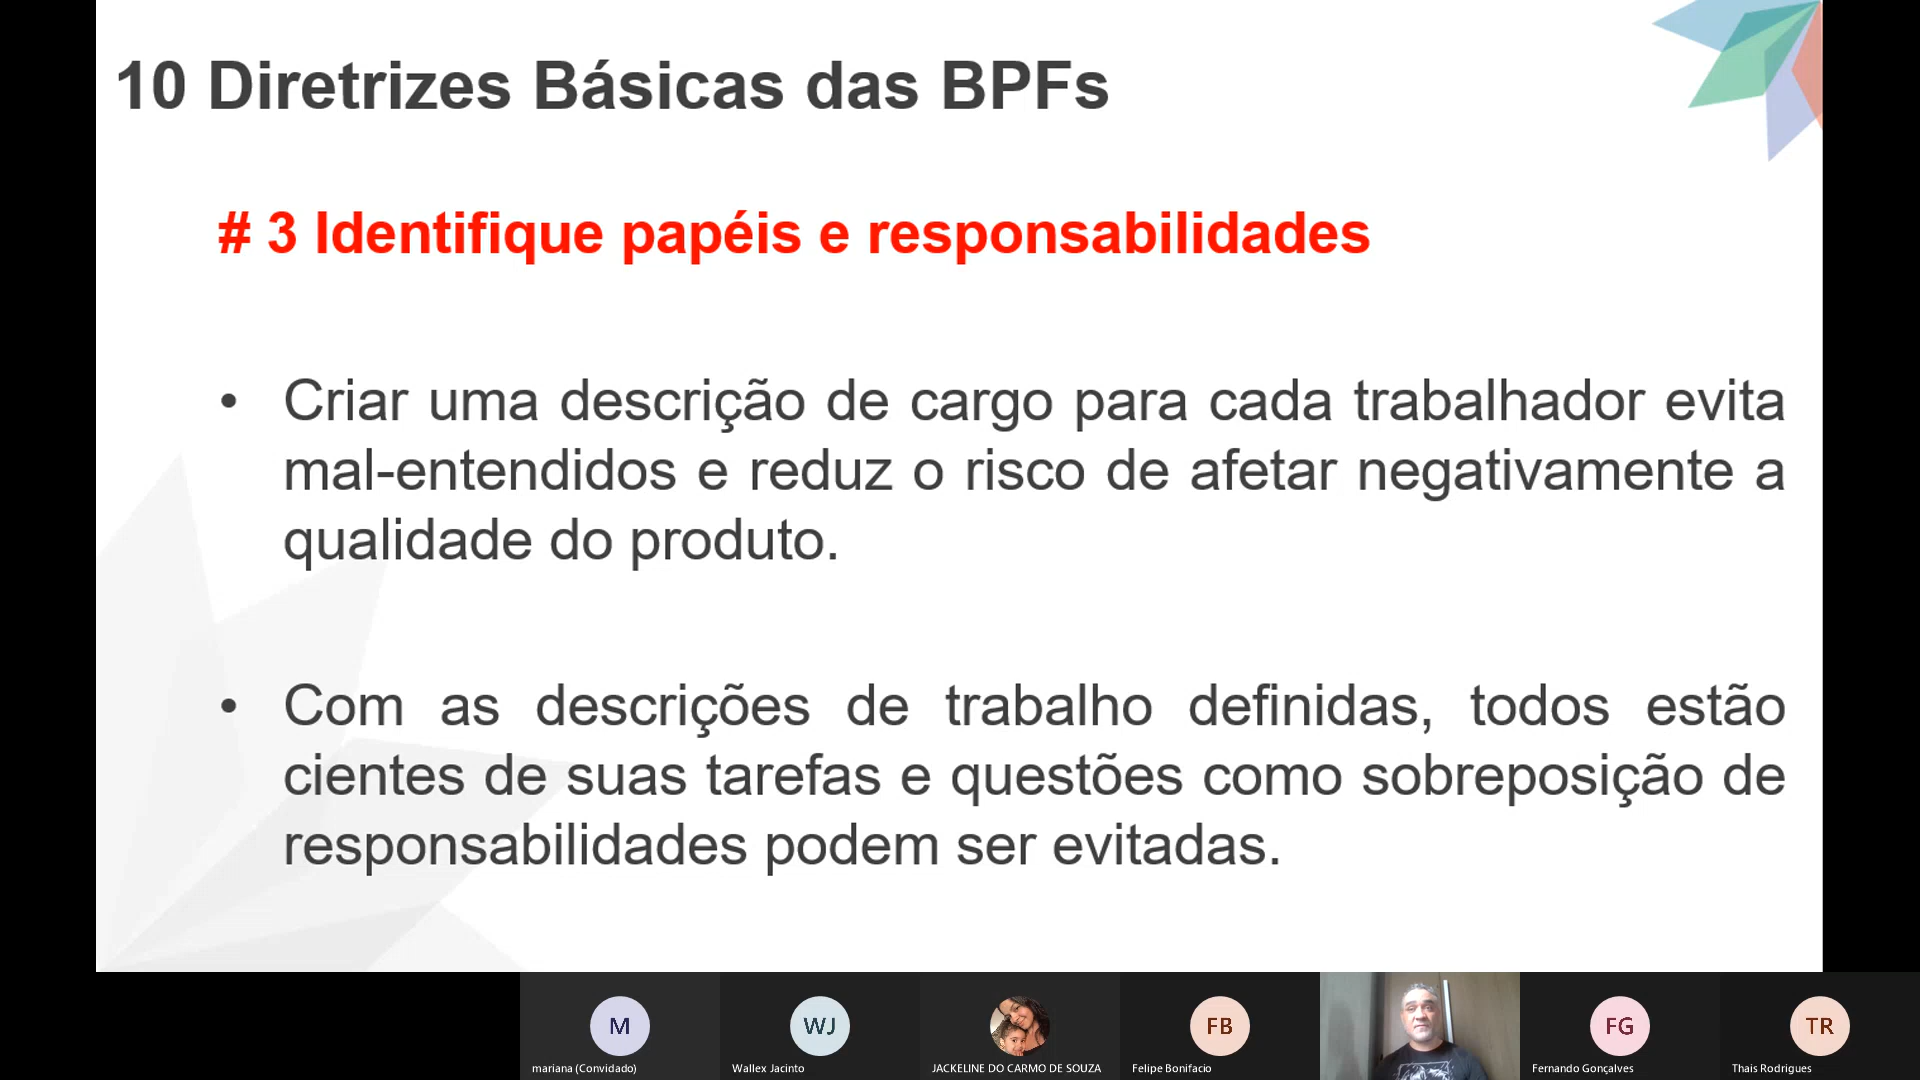 10 Diretrizes Básicas das BPFs
# 3 Identifique papéis e responsabilidades
• Criar uma descrição de cargo para cada trabalhador evita
mal-entendidos e reduz o risco de afetar negativamente a
qualidade do produto.
• Com as descrições de trabalho definidas, todos estão
cientes de suas tarefas e questões como sobreposição de
responsabilidades podem ser evitadas.
M
WJ
FB
FG
TR
mariana (Convidado)
Wallex Jacinto
JACKELINE DO CARMO DE SOUZA
Felipe Bonifacio
Fernando Gonçalves
Thais Rodrigues